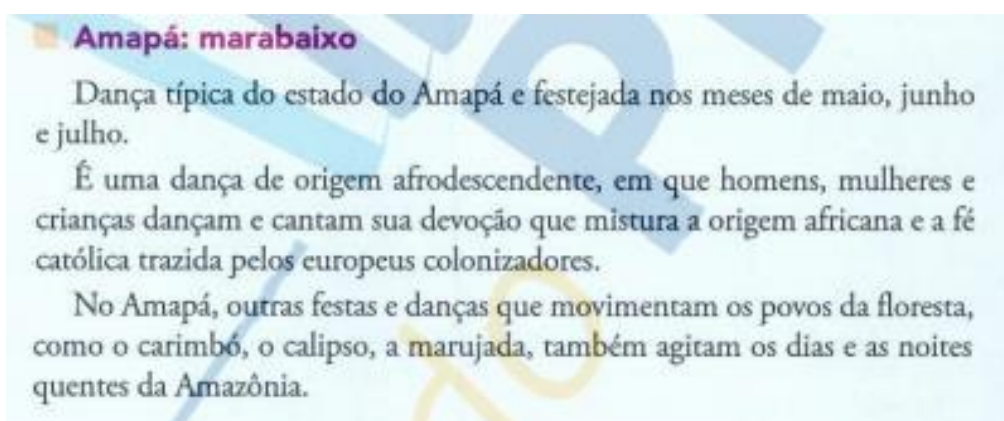 Amapá: marabaixo
Dança típica do estado do Amapá e festejada nos meses de maio, junho
e julho.
É uma dança de origem afrodescendente, em que homens, mulheres e
crianças dançam e cantam sua devoção que mistura a origem africana e a fé
católica trazida pelos europeus colonizadores.
No Amapá, outras festas e danças que movimentam os povos da floresta,
como o carimbó, o calipso, a marujada, também agitam os dias e as noites
quentes da Amazônia.